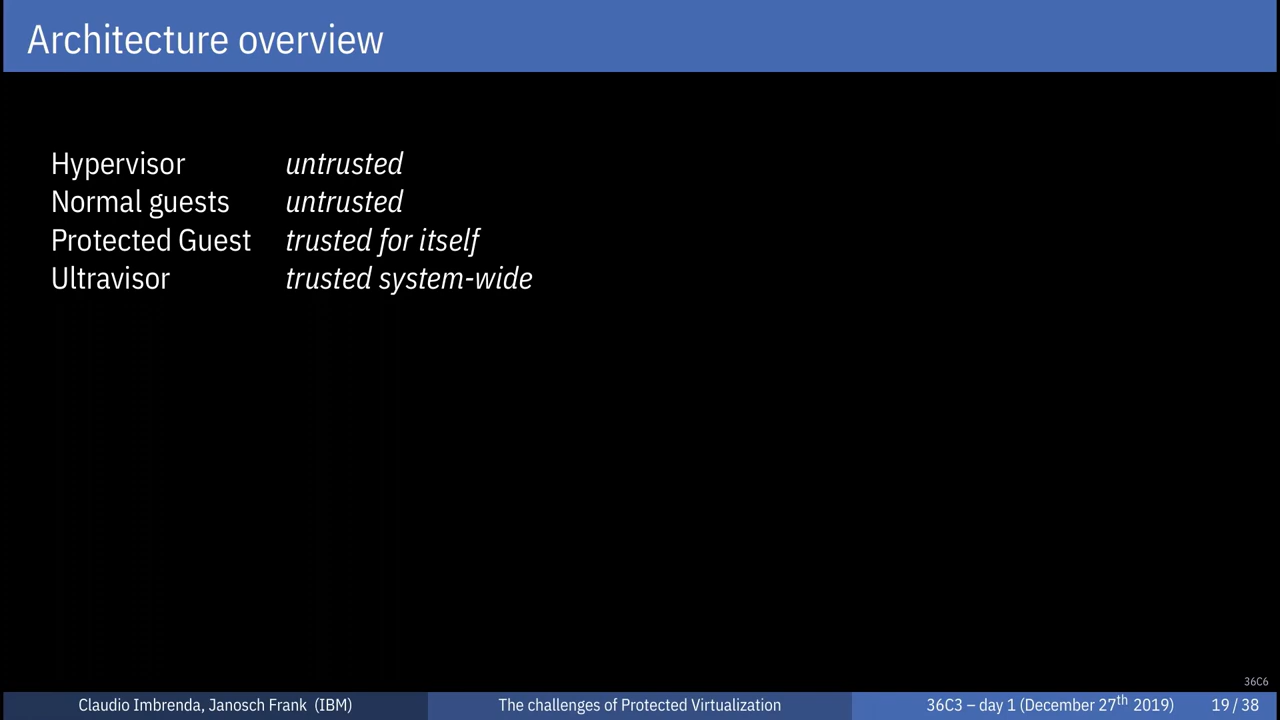 Architecture overview
Hypervisor untrusted
Normal guests untrusted
Protected Guest trusted for itself
Ultravisor trusted system-wide
36C6
Claudio Imbrenda, Janosch Frank (IBM) The challenges of Protected Virtualization 36C3 – day 1 (December 27th 2019) 19 / 38